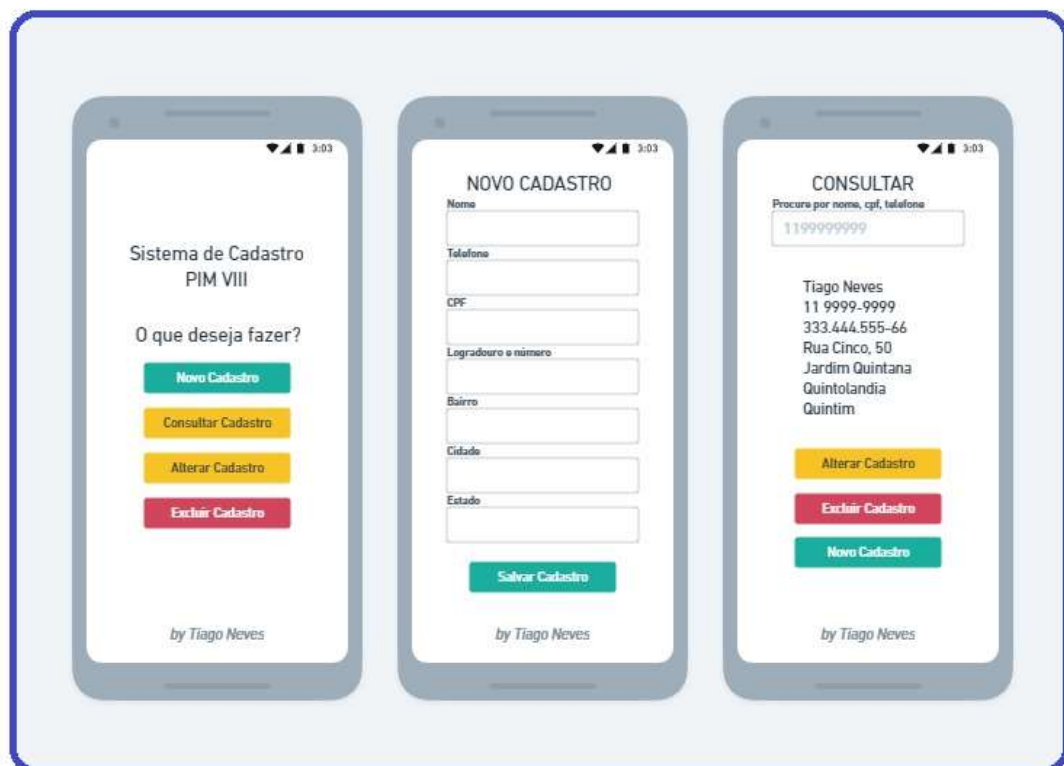 3:03
Sistema de Cadastro
PIM VIII
O que deseja fazer?
Novo Cadastro
Consultar Cadastro
Alterar Cadastro
Excluir Cadastro
by Tiago Neves
3:03
NOVO CADASTRO
Nome
Telefone
CPF
Logradouro e número
Bairro
Cidade
Estado
Salvar Cadastro
by Tiago Neves
3:03
CONSULTAR
Procure por nome, cpf, telefone
1199999999
Tiago Neves
11 9999-9999
333.444.555-66
Rua Cinco, 50
Jardim Quintana
Quintolandia
Quintim
Alterar Cadastro
Excluir Cadastro
Novo Cadastro
by Tiago Neves